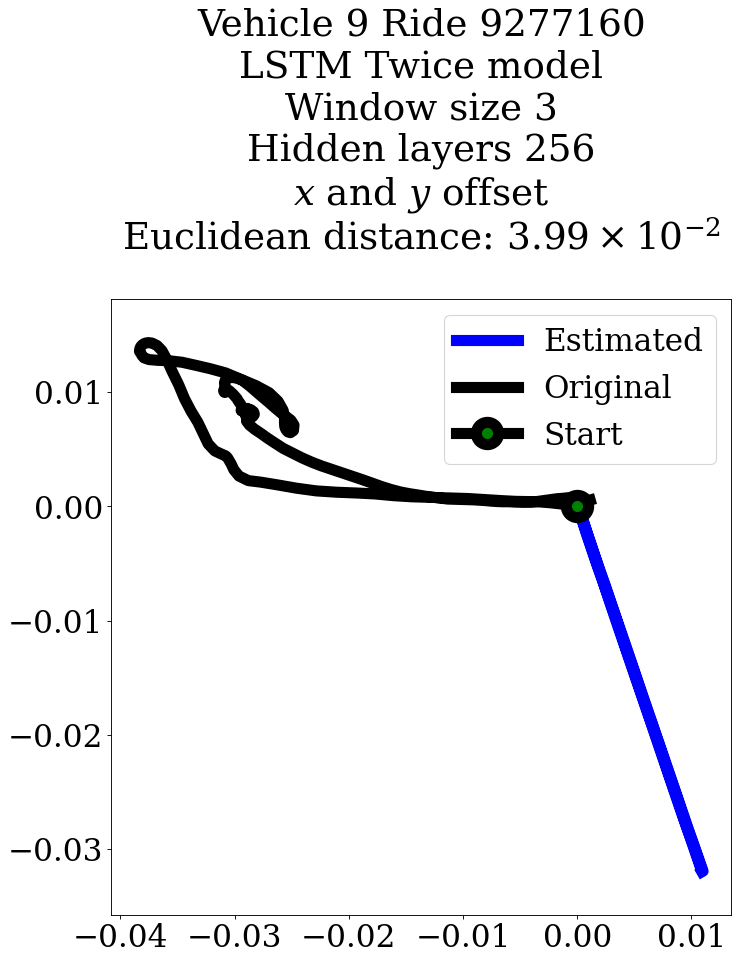 Vehicle 9 Ride 9277160
LSTM Twice model
Window size 3
Hidden layers 256
x and y offset
Euclidean distance: 3.99 × 10⁻²
Estimated
Original
Start
0.01
0.00
−0.01
−0.02
−0.03
−0.04 −0.03 −0.02 −0.01 0.00 0.01